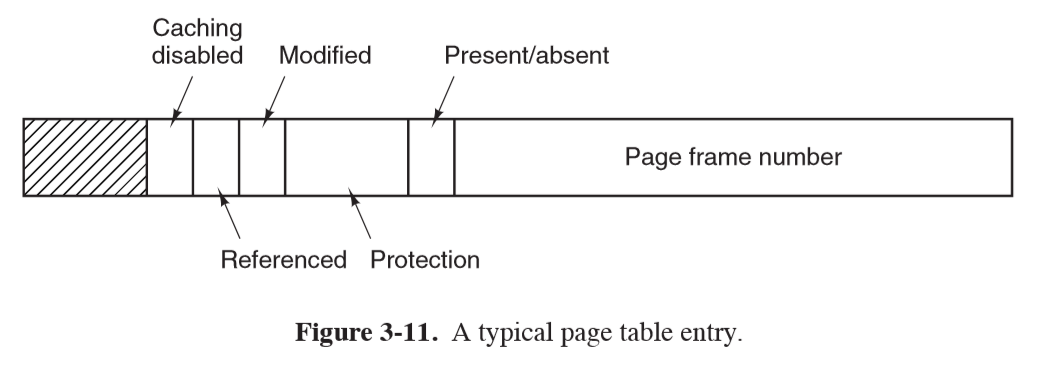 Caching
disabled
Modified
Present/absent
Page frame number
Referenced
Protection
Figure 3-11. A typical page table entry.